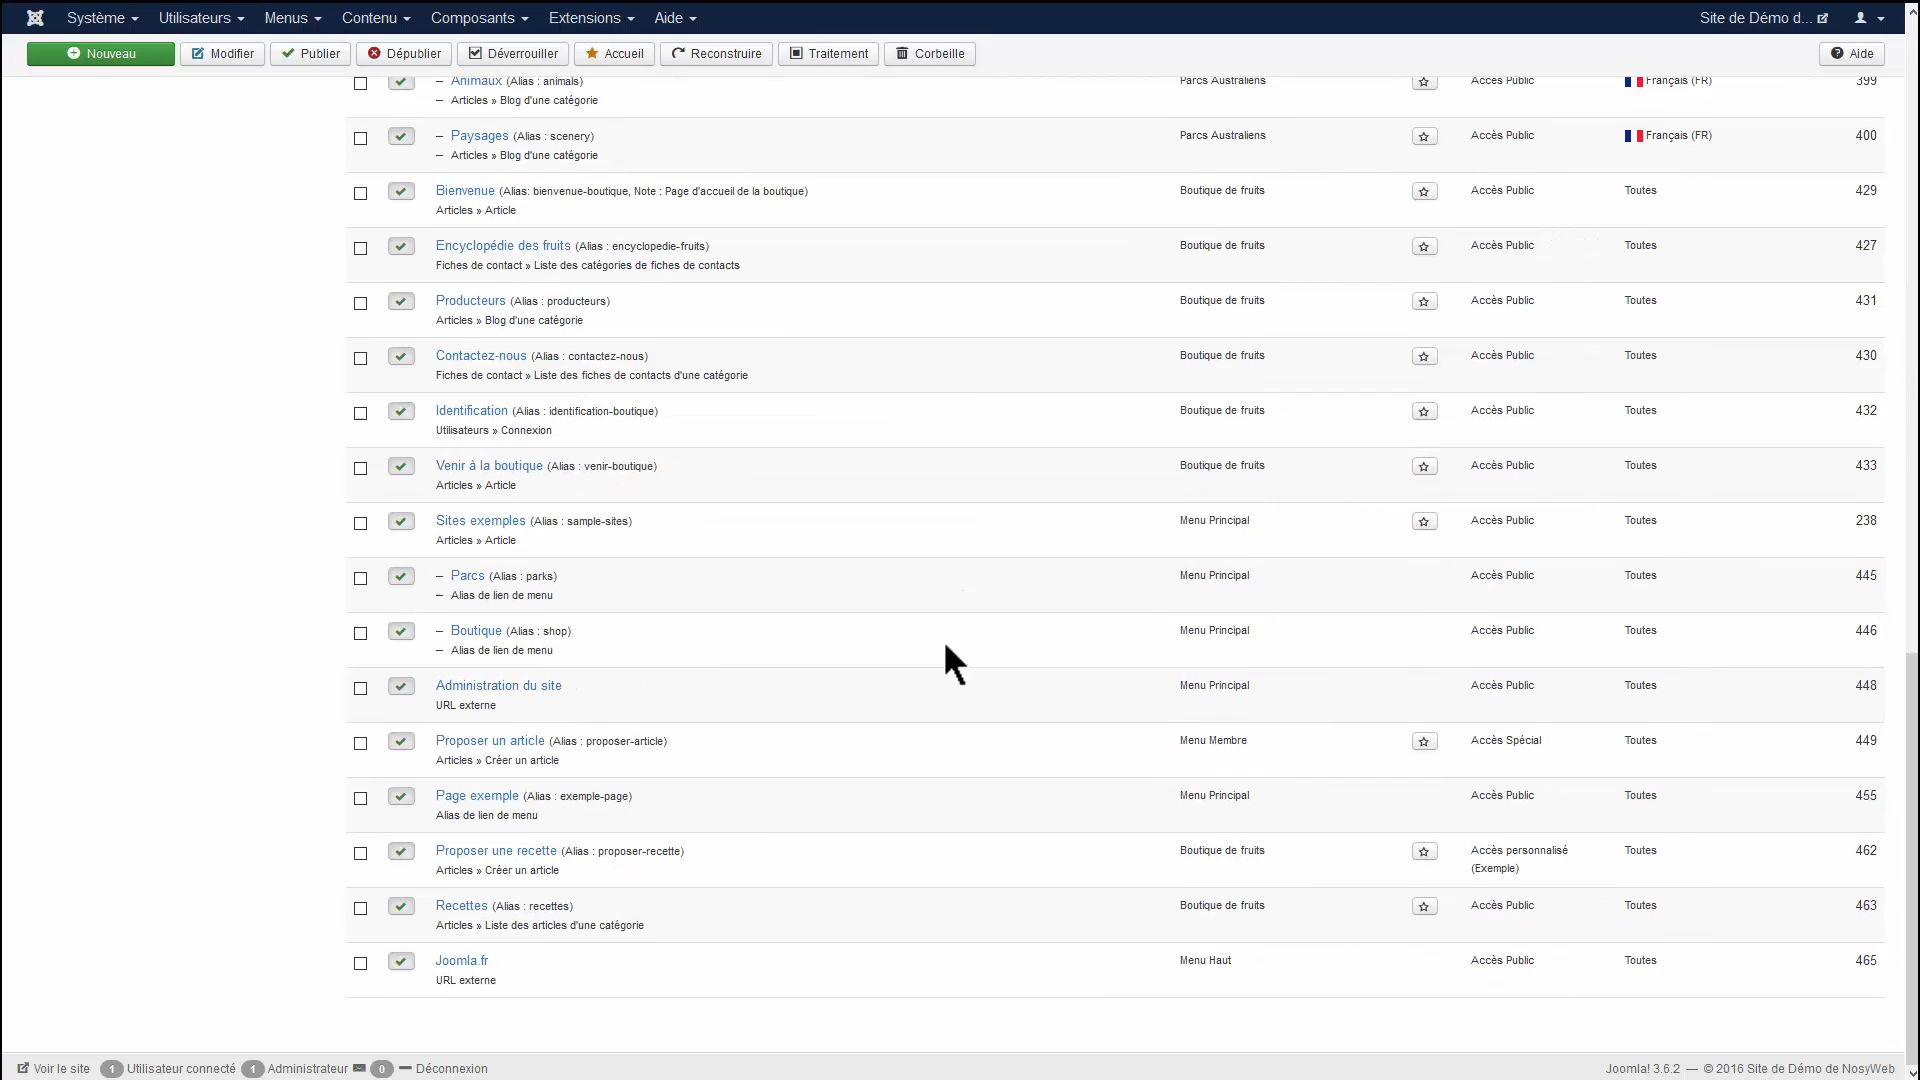 Système Utilisateurs Menus Contenu Composants Extensions Aide Site de Démo d...
Nouveau Modifier Publier Dépublier Déverrouiller Accueil Reconstruire Traitement Corbeille Aide
– Animaux (Alias : animals) Parcs Australiens Accès Public Français (FR) 399
– Articles » Blog d'une catégorie
– Paysages (Alias : scenery) Parcs Australiens Accès Public Français (FR) 400
– Articles » Blog d'une catégorie
Bienvenue (Alias: bienvenue-boutique, Note : Page d'accueil de la boutique) Boutique de fruits Accès Public Toutes 429
Articles » Article
Encyclopédie des fruits (Alias : encyclopedie-fruits) Boutique de fruits Accès Public Toutes 427
Fiches de contact » Liste des catégories de fiches de contacts
Producteurs (Alias : producteurs) Boutique de fruits Accès Public Toutes 431
Articles » Blog d'une catégorie
Contactez-nous (Alias : contactez-nous) Boutique de fruits Accès Public Toutes 430
Fiches de contact » Liste des fiches de contacts d'une catégorie
Identification (Alias : identification-boutique) Boutique de fruits Accès Public Toutes 432
Utilisateurs » Connexion
Venir à la boutique (Alias : venir-boutique) Boutique de fruits Accès Public Toutes 433
Articles » Article
Sites exemples (Alias : sample-sites) Menu Principal Accès Public Toutes 238
Articles » Article
– Parcs (Alias : parks) Menu Principal Accès Public Toutes 445
– Alias de lien de menu
– Boutique (Alias : shop) Menu Principal Accès Public Toutes 446
– Alias de lien de menu
Administration du site Menu Principal Accès Public Toutes 448
URL externe
Proposer un article (Alias : proposer-article) Menu Membre Accès Spécial Toutes 449
Articles » Créer un article
Page exemple (Alias : exemple-page) Menu Principal Accès Public Toutes 455
Alias de lien de menu
Proposer une recette (Alias : proposer-recette) Boutique de fruits Accès personnalisé Toutes 462
Articles » Créer un article (Exemple)
Recettes (Alias : recettes) Boutique de fruits Accès Public Toutes 463
Articles » Liste des articles d'une catégorie
Joomla.fr Menu Haut Accès Public Toutes 465
URL externe
Voir le site 1 Utilisateur connecté 1 Administrateur 0 Déconnexion Joomla! 3.6.2 — © 2016 Site de Démo de NosyWeb